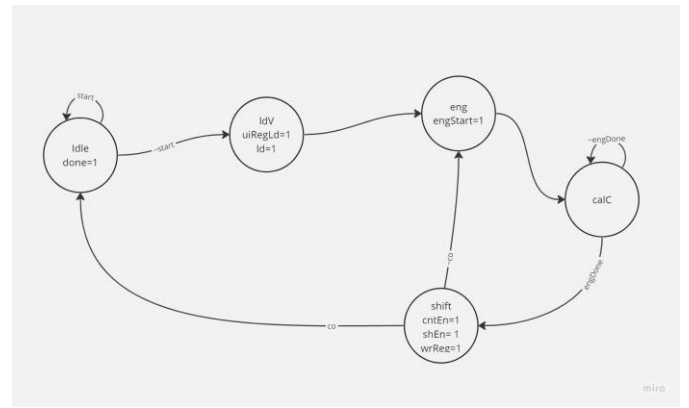 start
Idle
done=1
~start
ldV
uiRegLd=1
ld=1
eng
engStart=1
~engDone
calC
engDone
~co
shift
cntEn=1
shEn= 1
wrReg=1
co
miro